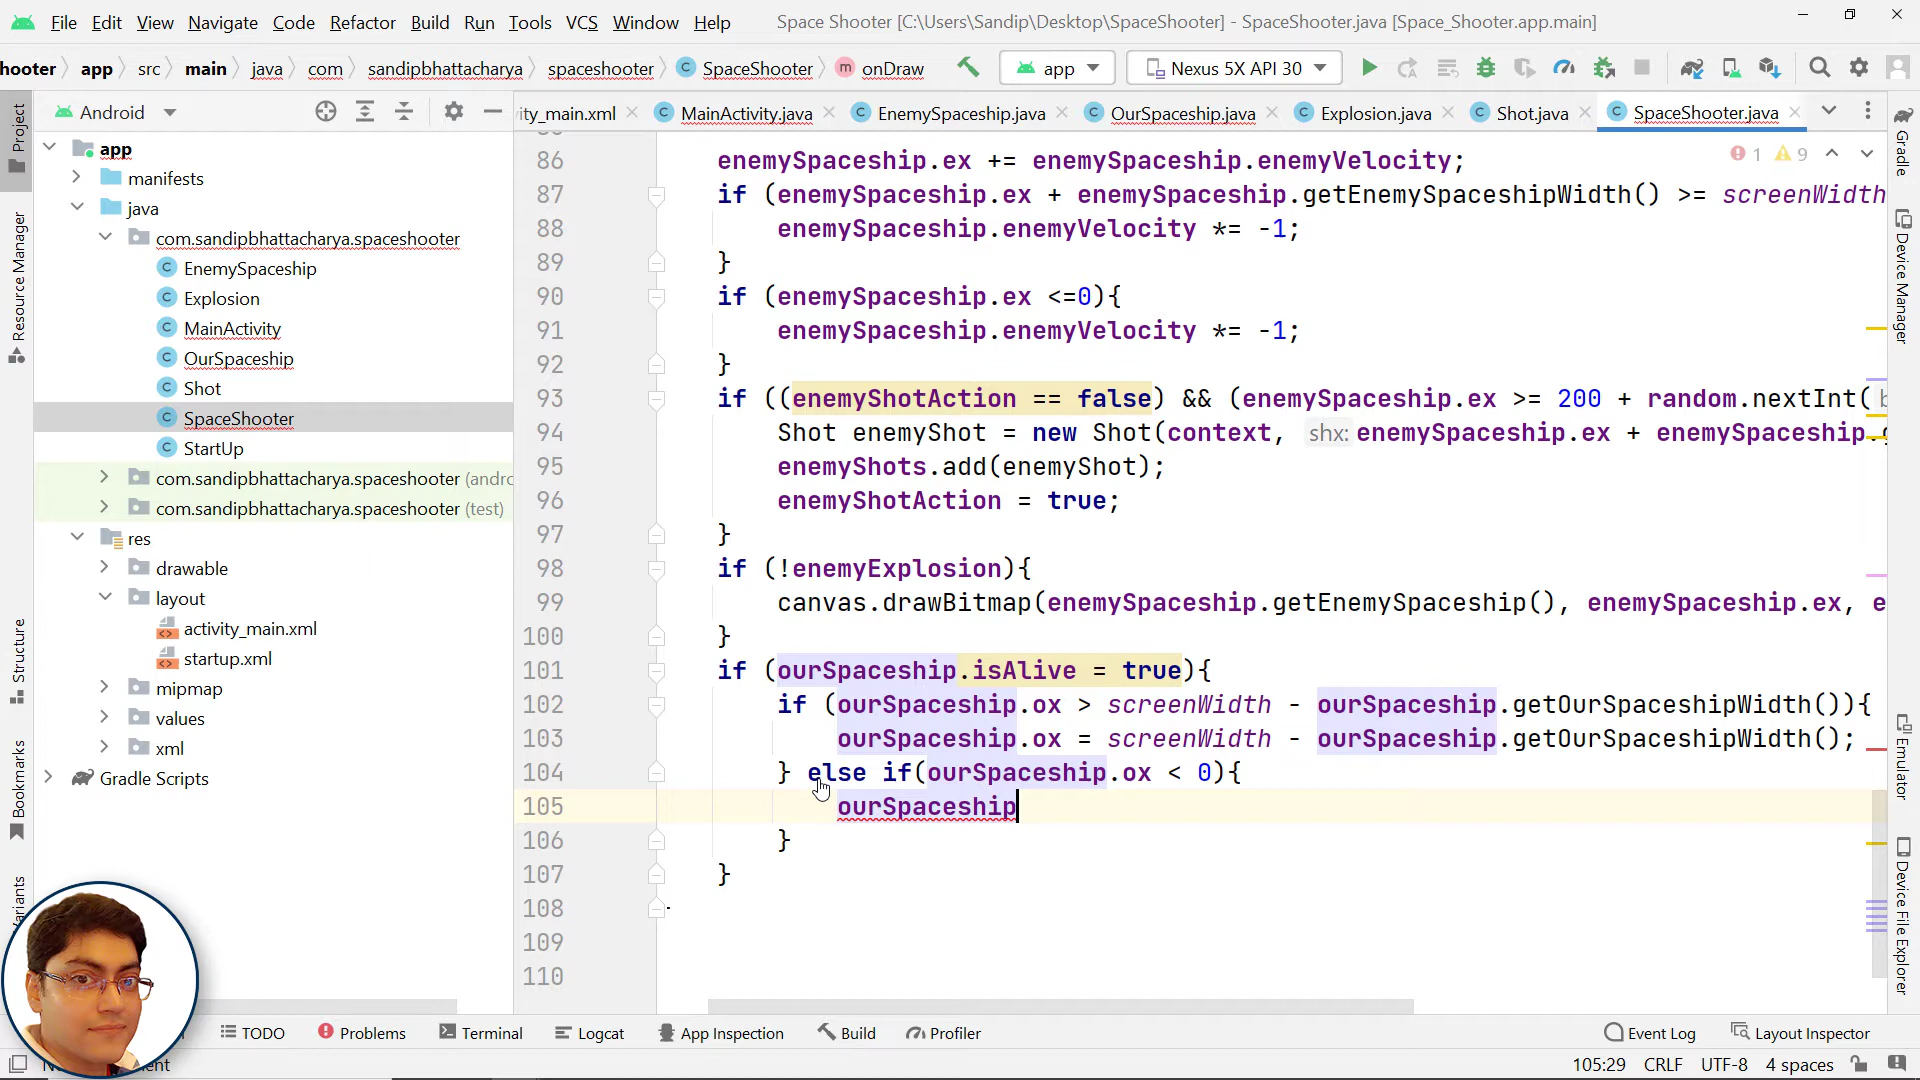 File Edit View Navigate Code Refactor Build Run Tools VCS Window Help Space Shooter [C:\Users\Sandip\Desktop\SpaceShooter] - SpaceShooter.java [Space_Shooter.app.main]
hooter app src main java com sandipbhattacharya spaceshooter SpaceShooter onDraw app Nexus 5X API 30
Android
ity_main.xml MainActivity.java EnemySpaceship.java OurSpaceship.java Explosion.java Shot.java SpaceShooter.java
Project
Resource Manager
Structure
Bookmarks
app
manifests
java
com.sandipbhattacharya.spaceshooter
EnemySpaceship
Explosion
MainActivity
OurSpaceship
Shot
SpaceShooter
StartUp
com.sandipbhattacharya.spaceshooter (andro
com.sandipbhattacharya.spaceshooter (test)
res
drawable
layout
activity_main.xml
startup.xml
mipmap
values
xml
Gradle Scripts
1 9
86 enemySpaceship.ex += enemySpaceship.enemyVelocity;
87 if (enemySpaceship.ex + enemySpaceship.getEnemySpaceshipWidth() >= screenWidth
88 enemySpaceship.enemyVelocity *= -1;
89 }
90 if (enemySpaceship.ex <=0){
91 enemySpaceship.enemyVelocity *= -1;
92 }
93 if ((enemyShotAction == false) && (enemySpaceship.ex >= 200 + random.nextInt(
94 Shot enemyShot = new Shot(context, shx: enemySpaceship.ex + enemySpaceship.
95 enemyShots.add(enemyShot);
96 enemyShotAction = true;
97 }
98 if (!enemyExplosion){
99 canvas.drawBitmap(enemySpaceship.getEnemySpaceship(), enemySpaceship.ex, e
100 }
101 if (ourSpaceship.isAlive = true){
102 if (ourSpaceship.ox > screenWidth - ourSpaceship.getOurSpaceshipWidth()){
103 ourSpaceship.ox = screenWidth - ourSpaceship.getOurSpaceshipWidth();
104 } else if(ourSpaceship.ox < 0){
105 ourSpaceship
106 }
107 }
108
109
110
Gradle
Device Manager
Emulator
Device File Explorer
TODO Problems Terminal Logcat App Inspection Build Profiler Event Log Layout Inspector
105:29 CRLF UTF-8 4 spaces